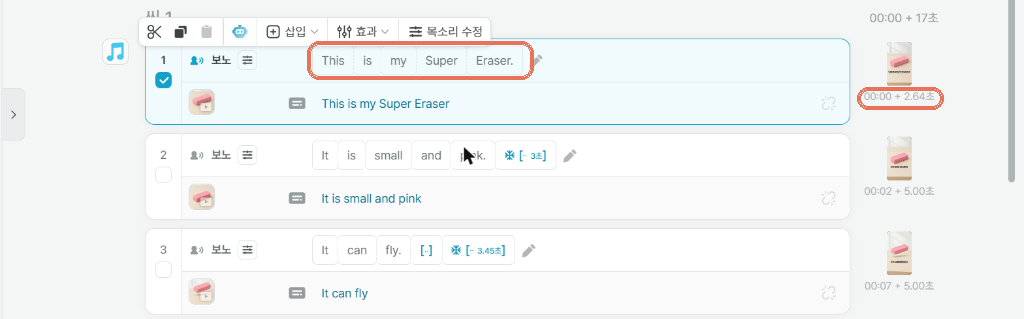 씬 1
00:00 + 17초
삽입 효과 목소리 수정
1 보노 This is my Super Eraser.
00:00 + 2.64초
This is my Super Eraser
2 보노 It is small and [·· 3초]
00:02 + 5.00초
It is small and pink
3 보노 It can fly. [··] [·· 3.45초]
00:07 + 5.00초
It can fly